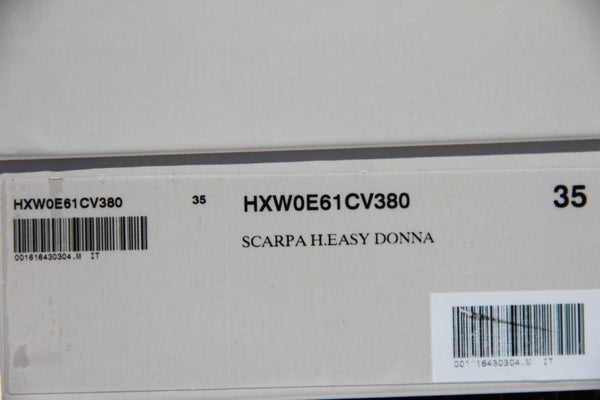 HXW0E61CV380 35
001616430304.M IT
HXW0E61CV380 35
SCARPA H.EASY DONNA
16430304.M IT